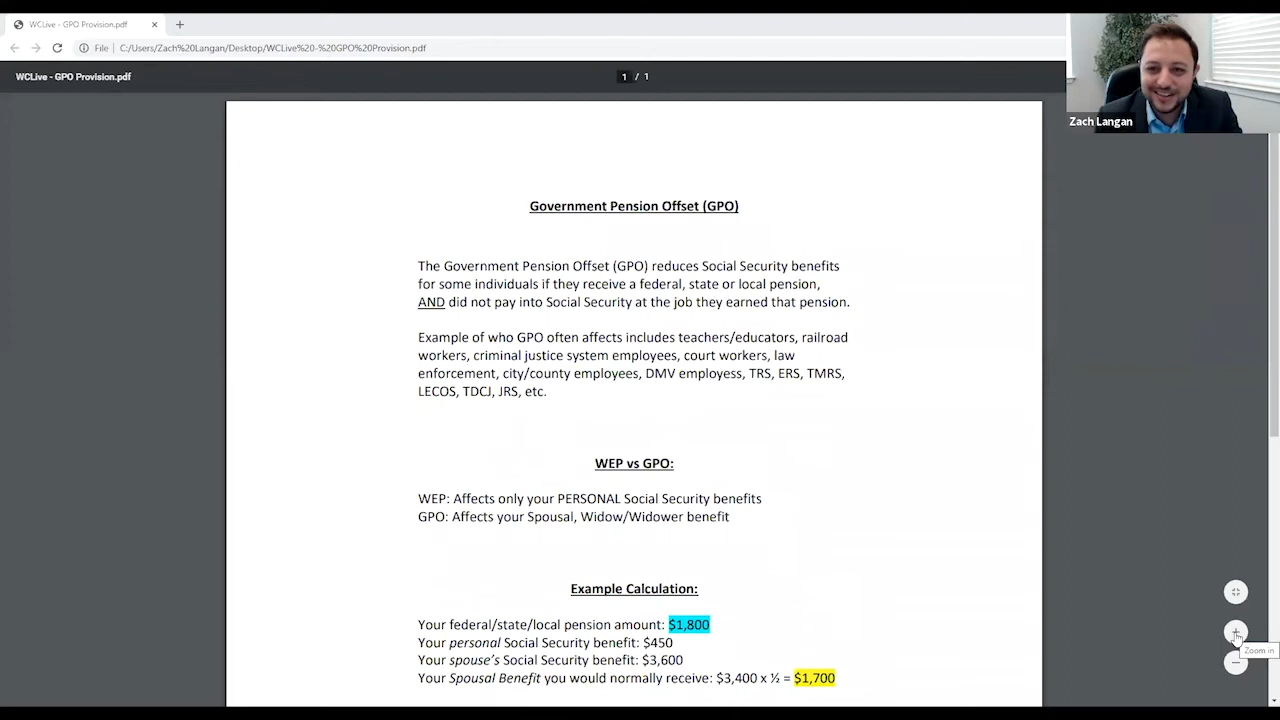 WCLive - GPO Provision.pdf
File | C:/Users/Zach%20Langan/Desktop/WCLive%20-%20GPO%20Provision.pdf
WCLive - GPO Provision.pdf
1 / 1
Zach Langan
Government Pension Offset (GPO)
The Government Pension Offset (GPO) reduces Social Security benefits
for some individuals if they receive a federal, state or local pension,
AND did not pay into Social Security at the job they earned that pension.
Example of who GPO often affects includes teachers/educators, railroad
workers, criminal justice system employees, court workers, law
enforcement, city/county employees, DMV employess, TRS, ERS, TMRS,
LECOS, TDCJ, JRS, etc.
WEP vs GPO:
WEP: Affects only your PERSONAL Social Security benefits
GPO: Affects your Spousal, Widow/Widower benefit
Example Calculation:
Your federal/state/local pension amount: $1,800
Your personal Social Security benefit: $450
Your spouse's Social Security benefit: $3,600
Your Spousal Benefit you would normally receive: $3,400 x ½ = $1,700
Zoom in